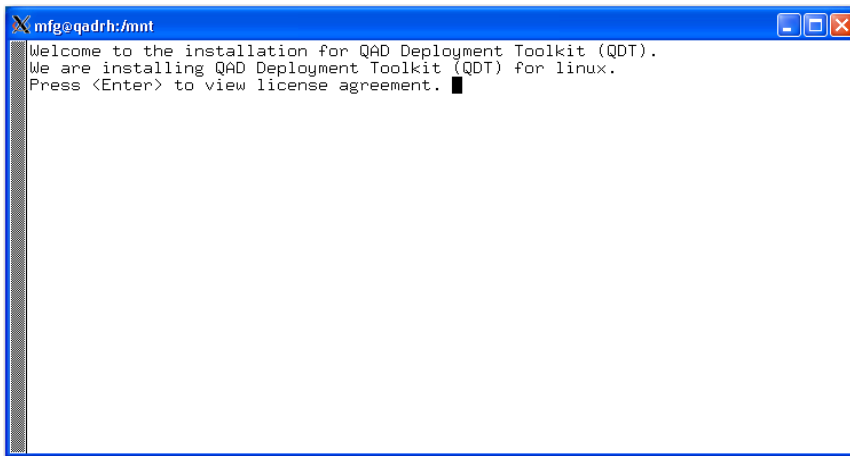 mfg@qadrh:/mnt
Welcome to the installation for QAD Deployment Toolkit (QDT).
We are installing QAD Deployment Toolkit (QDT) for linux.
Press <Enter> to view license agreement.